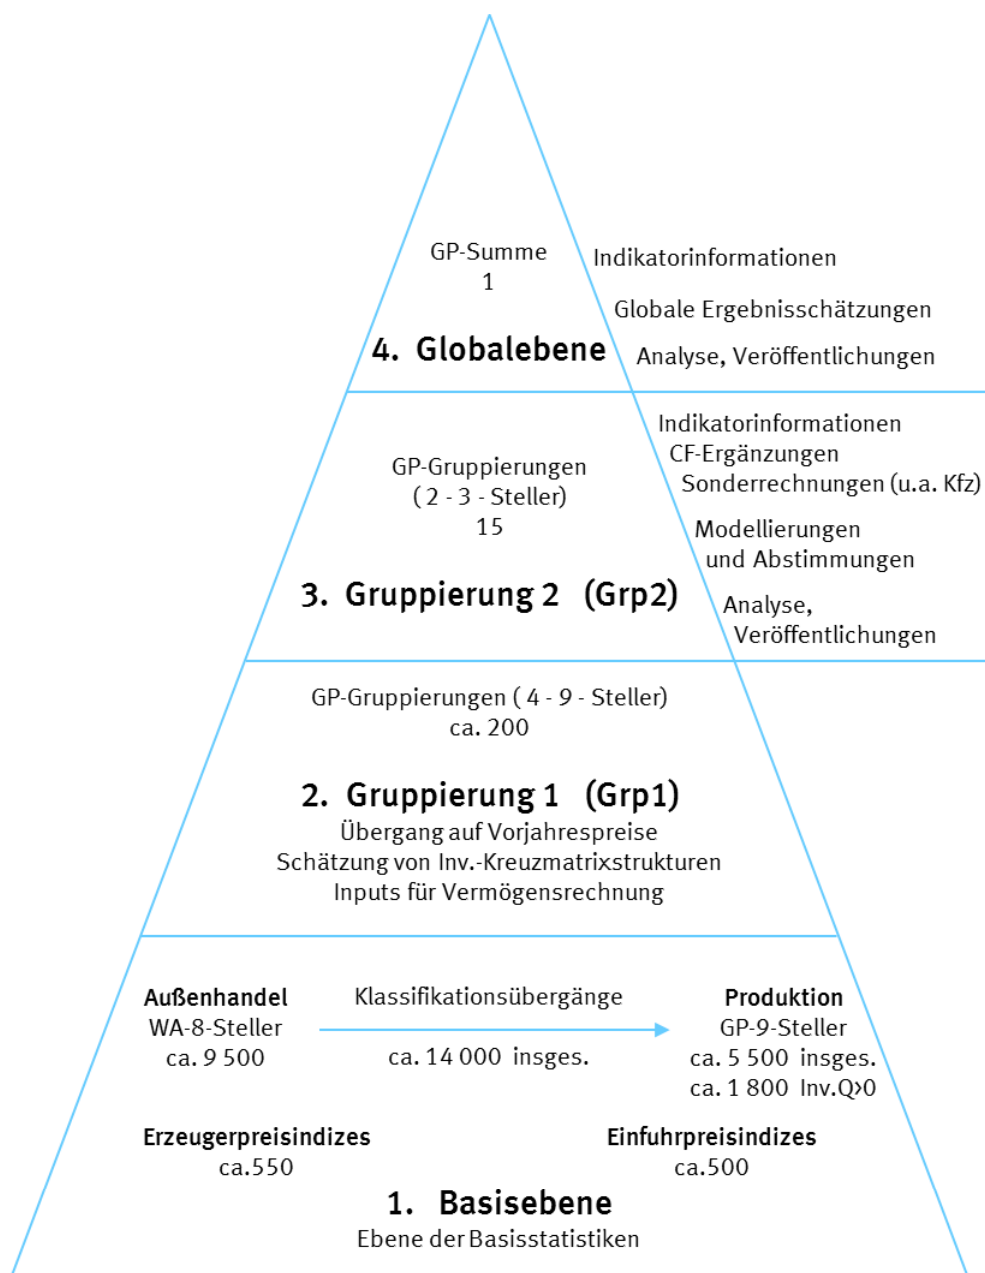 GP-Summe
1
4. Globalebene
Indikatorinformationen
Globale Ergebnisschätzungen
Analyse, Veröffentlichungen
GP-Gruppierungen
( 2 - 3 - Steller)
15
3. Gruppierung 2 (Grp2)
Indikatorinformationen
CF-Ergänzungen
Sonderrechnungen (u.a. Kfz)
Modellierungen
und Abstimmungen
Analyse,
Veröffentlichungen
GP-Gruppierungen ( 4 - 9 - Steller)
ca. 200
2. Gruppierung 1 (Grp1)
Übergang auf Vorjahrespreise
Schätzung von Inv.-Kreuzmatrixstrukturen
Inputs für Vermögensrechnung
Außenhandel
WA-8-Steller
ca. 9 500
Klassifikationsübergänge
ca. 14 000 insges.
Produktion
GP-9-Steller
ca. 5 500 insges.
ca. 1 800 Inv.Q>0
Erzeugerpreisindizes
ca.550
Einfuhrpreisindizes
ca.500
1. Basisebene
Ebene der Basisstatistiken